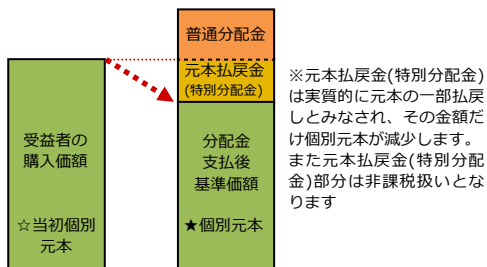 普通分配金
元本払戻金
(特別分配金)
受益者の
購入価額
☆当初個別
元本
分配金
支払後
基準価額
★個別元本
※元本払戻金(特別分配金)
は実質的に元本の一部払戻
しとみなされ、その金額だ
け個別元本が減少します。
また元本払戻金(特別分配
金)部分は非課税扱いとな
ります